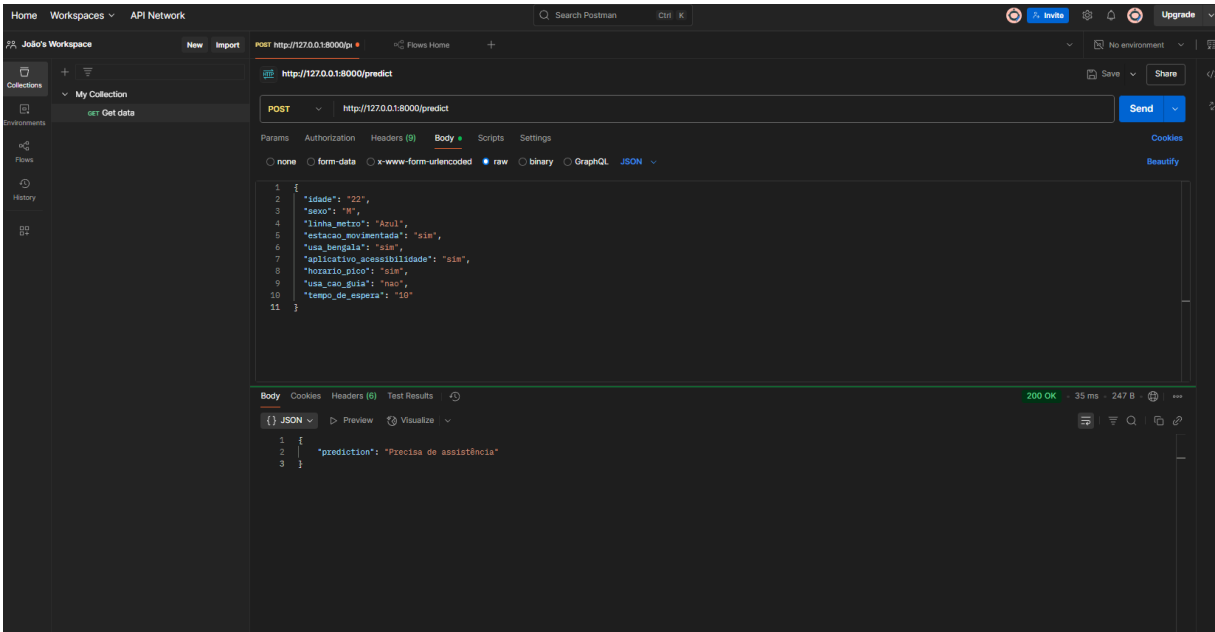 Home Workspaces API Network Search Postman Ctrl K Invite Upgrade
João's Workspace New Import POST http://127.0.0.1:8000/pr Flows Home No environment
Collections
Environments
Flows
History
My Collection
GET Get data
HTTP http://127.0.0.1:8000/predict Save Share
POST http://127.0.0.1:8000/predict Send
Params Authorization Headers (9) Body Scripts Settings Cookies
none form-data x-www-form-urlencoded raw binary GraphQL JSON Beautify
1 {
2 "idade": "22",
3 "sexo": "M",
4 "linha_metro": "Azul",
5 "estacao_movimentada": "sim",
6 "usa_bengala": "sim",
7 "aplicativo_acessibilidade": "sim",
8 "horario_pico": "sim",
9 "usa_cao_guia": "nao",
10 "tempo_de_espera": "10"
11 }
Body Cookies Headers (6) Test Results 200 OK 35 ms 247 B
{} JSON Preview Visualize
1 {
2 "prediction": "Precisa de assistência"
3 }